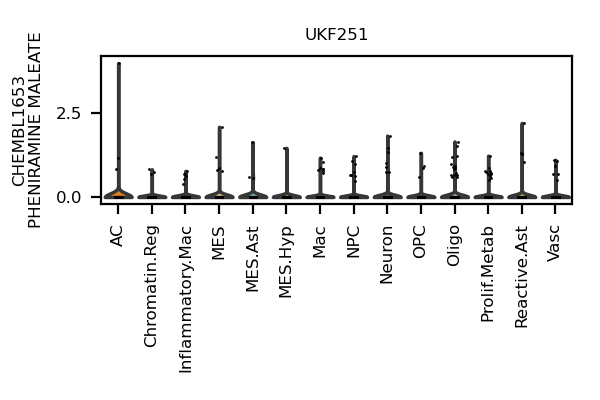 UKF251
CHEMBL1653
PHENIRAMINE MALEATE
2.5
0.0
AC
Chromatin.Reg
Inflammatory.Mac
MES
MES.Ast
MES.Hyp
Mac
NPC
Neuron
OPC
Oligo
Prolif.Metab
Reactive.Ast
Vasc